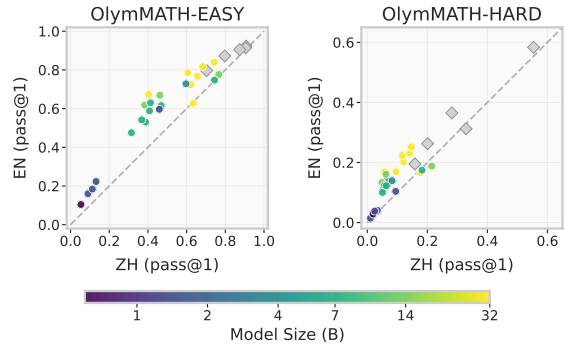 OlymMATH-EASY
OlymMATH-HARD
1.0
0.8
0.6
0.4
0.2
0.0
EN (pass@1)
0.0 0.2 0.4 0.6 0.8 1.0
ZH (pass@1)
0.6
0.4
0.2
0.0
EN (pass@1)
0.0 0.2 0.4 0.6
ZH (pass@1)
1 2 4 7 14 32
Model Size (B)